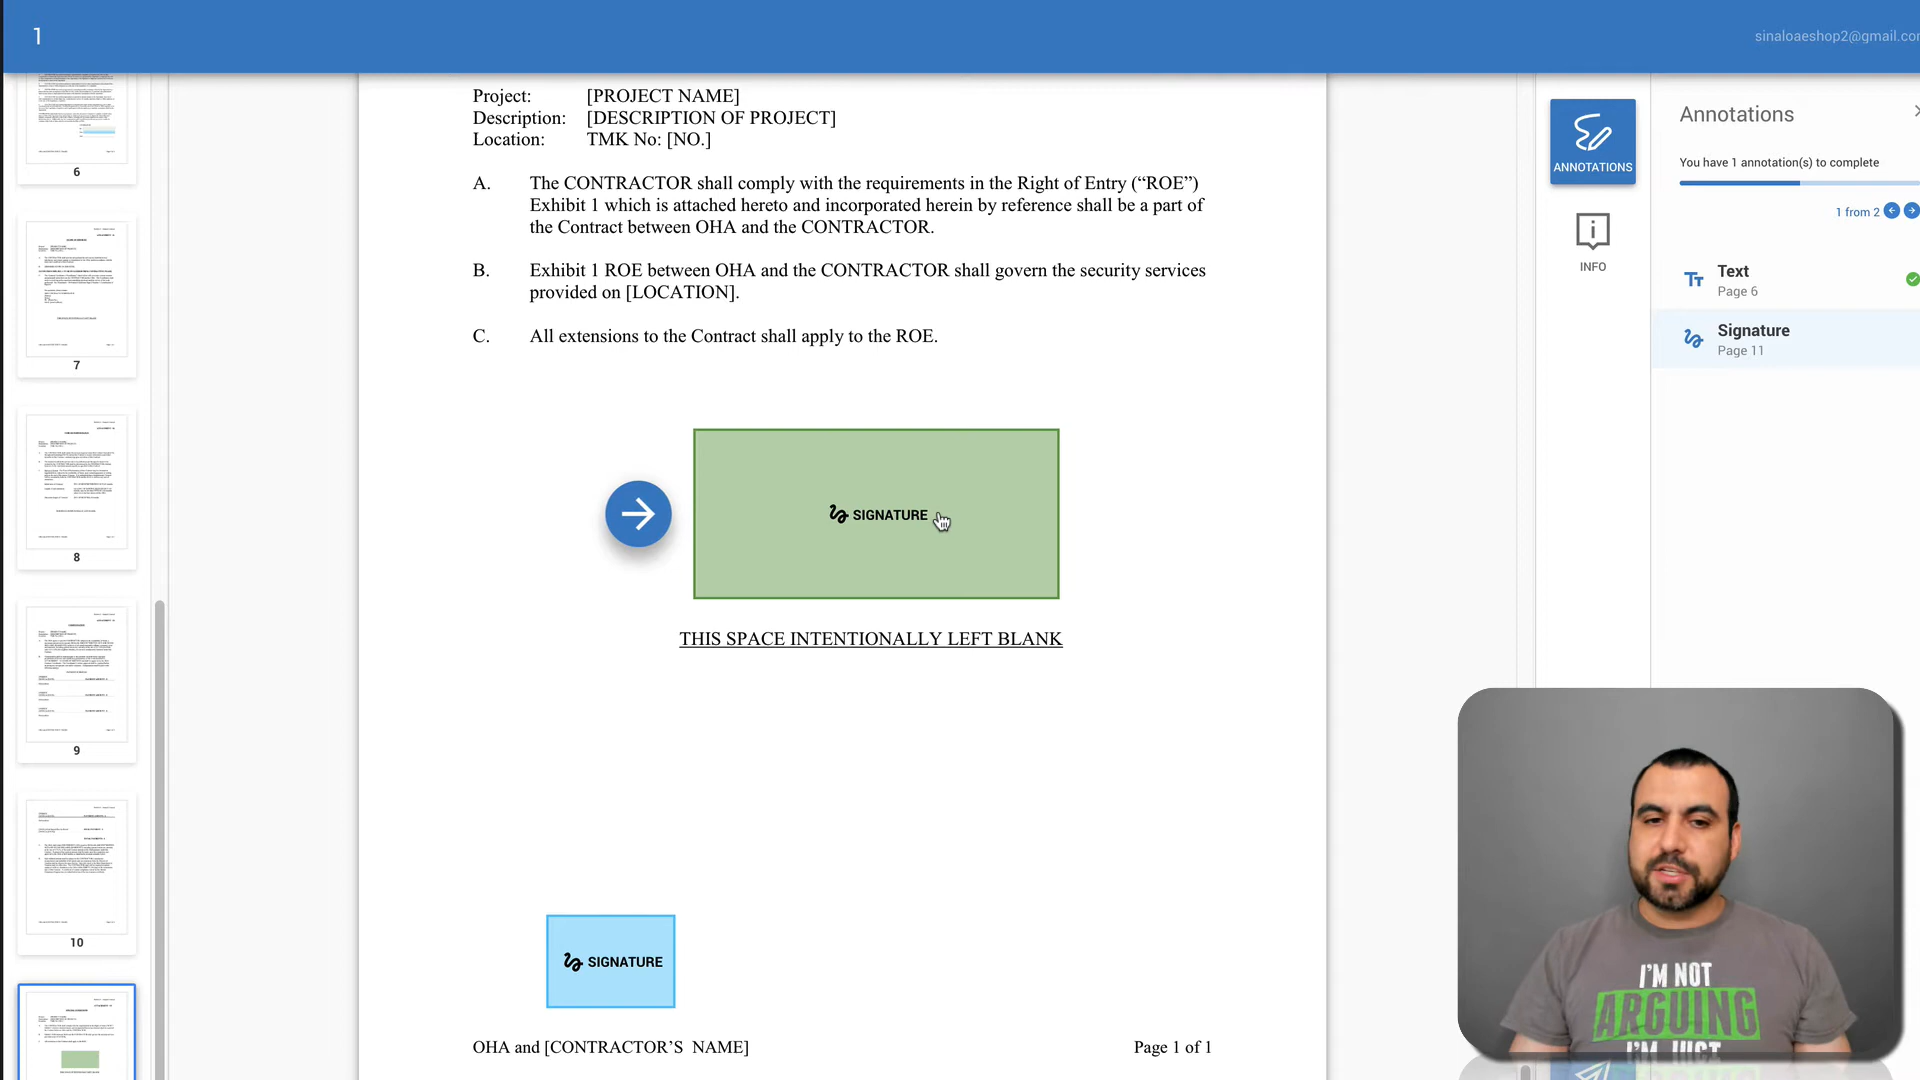 1
sinaloaeshop2@gmail.com
Project: [PROJECT NAME]
Description: [DESCRIPTION OF PROJECT]
Location: TMK No: [NO.]
A. The CONTRACTOR shall comply with the requirements in the Right of Entry (“ROE”)
Exhibit 1 which is attached hereto and incorporated herein by reference shall be a part of
the Contract between OHA and the CONTRACTOR.
B. Exhibit 1 ROE between OHA and the CONTRACTOR shall govern the security services
provided on [LOCATION].
C. All extensions to the Contract shall apply to the ROE.
SIGNATURE
THIS SPACE INTENTIONALLY LEFT BLANK
SIGNATURE
OHA and [CONTRACTOR’S NAME] Page 1 of 1
6
7
8
9
10
ANNOTATIONS
INFO
Annotations
You have 1 annotation(s) to complete
1 from 2
Text
Page 6
Signature
Page 11
I'M NOT
ARGUING
I'M JUST